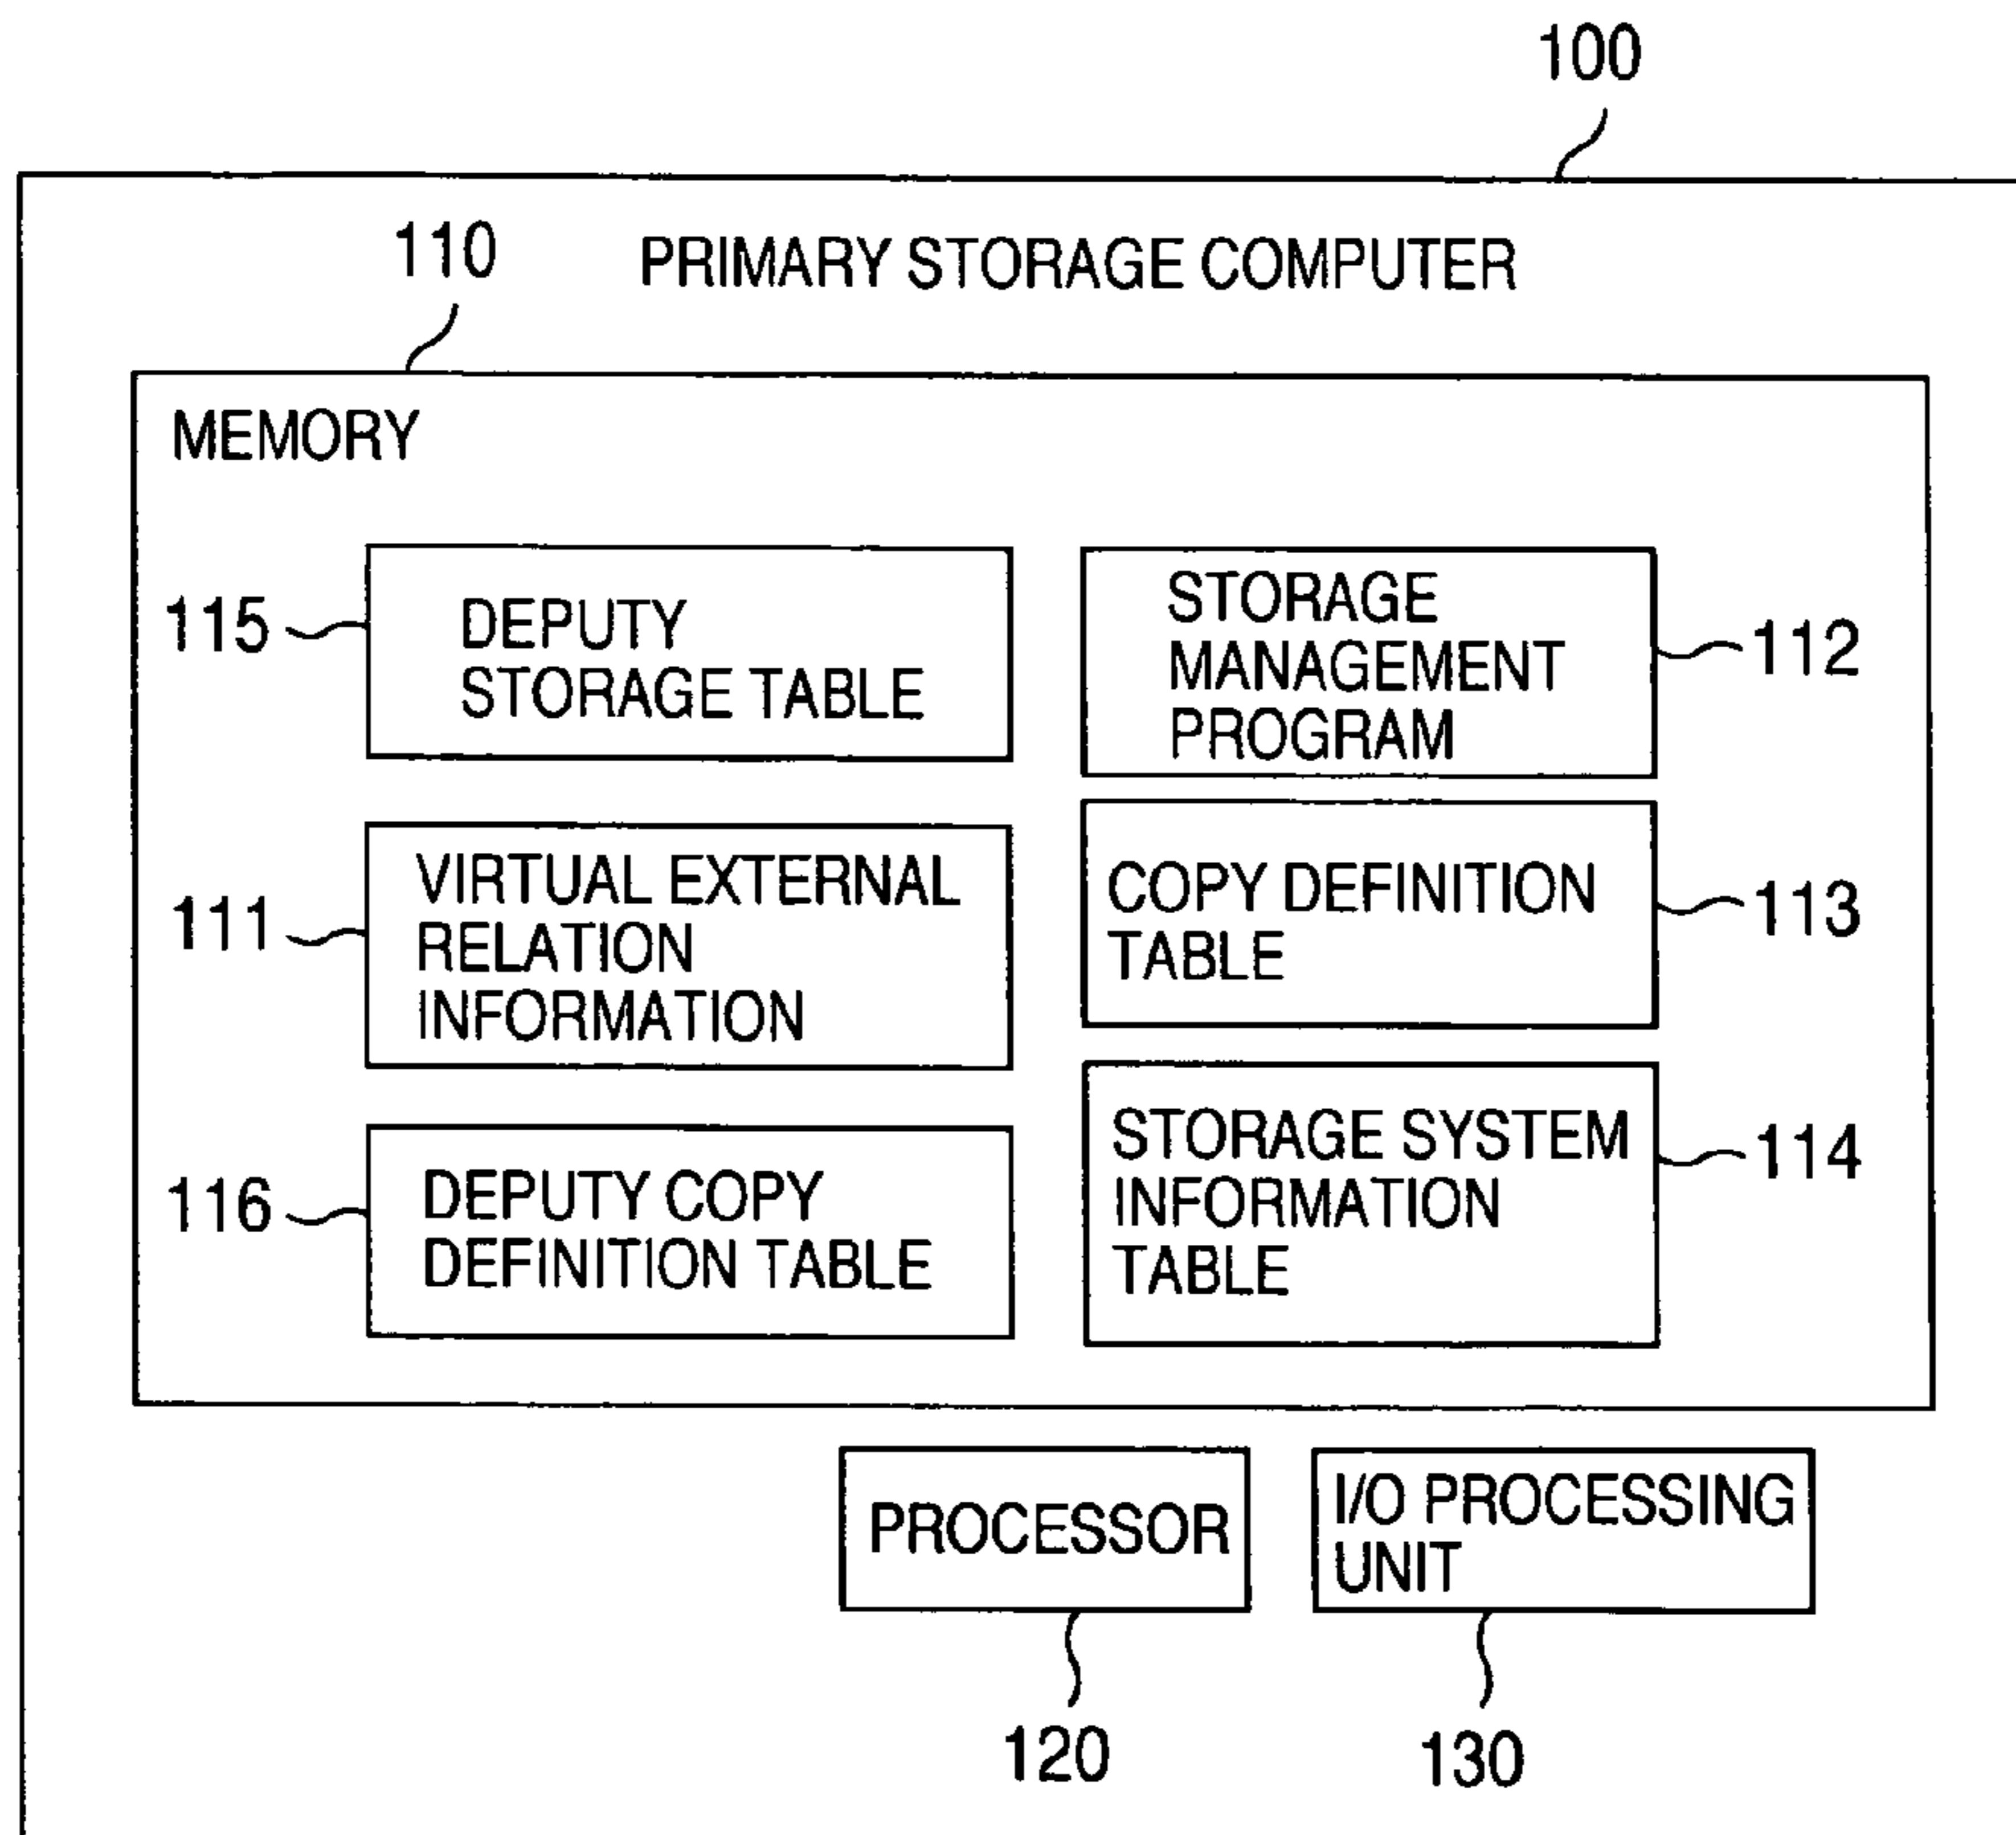 100
110
PRIMARY STORAGE COMPUTER
MEMORY
115
DEPUTY
STORAGE TABLE
STORAGE
MANAGEMENT
PROGRAM
112
111
VIRTUAL EXTERNAL
RELATION
INFORMATION
COPY DEFINITION
TABLE
113
116
DEPUTY COPY
DEFINITION TABLE
STORAGE SYSTEM
INFORMATION
TABLE
114
PROCESSOR
I/O PROCESSING
UNIT
120
130